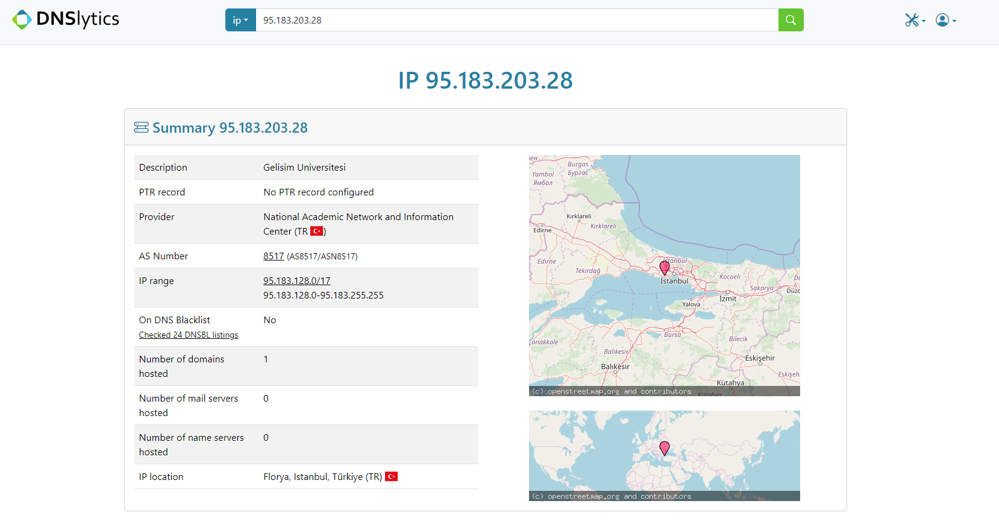 DNSlytics
ip
95.183.203.28
IP 95.183.203.28
Summary 95.183.203.28
Description
Gelisim Universitesi
PTR record
No PTR record configured
Provider
National Academic Network and Information
Center (TR )
AS Number
8517 (AS8517/ASN8517)
IP range
95.183.128.0/17
95.183.128.0-95.183.255.255
On DNS Blacklist
Checked 24 DNSBL listings
No
Number of domains
hosted
1
Number of mail servers
hosted
0
Number of name servers
hosted
0
IP location
Florya, Istanbul, Türkiye (TR)
Burgas
Бургас
Yambol
Ямбол
Kırklareli
Kırklareli
Edirne
Edirne
Tekirdağ
İstanbul
İstanbul
Kocaeli
Sakarya
İzmit
Yalova
Bursa
Bilecik
Balıkesir
Balıkesir
Eskişehir
Kütahya
Kütahya
(c) openstreetmap.org and contributors
(c) openstreetmap.org and contributors